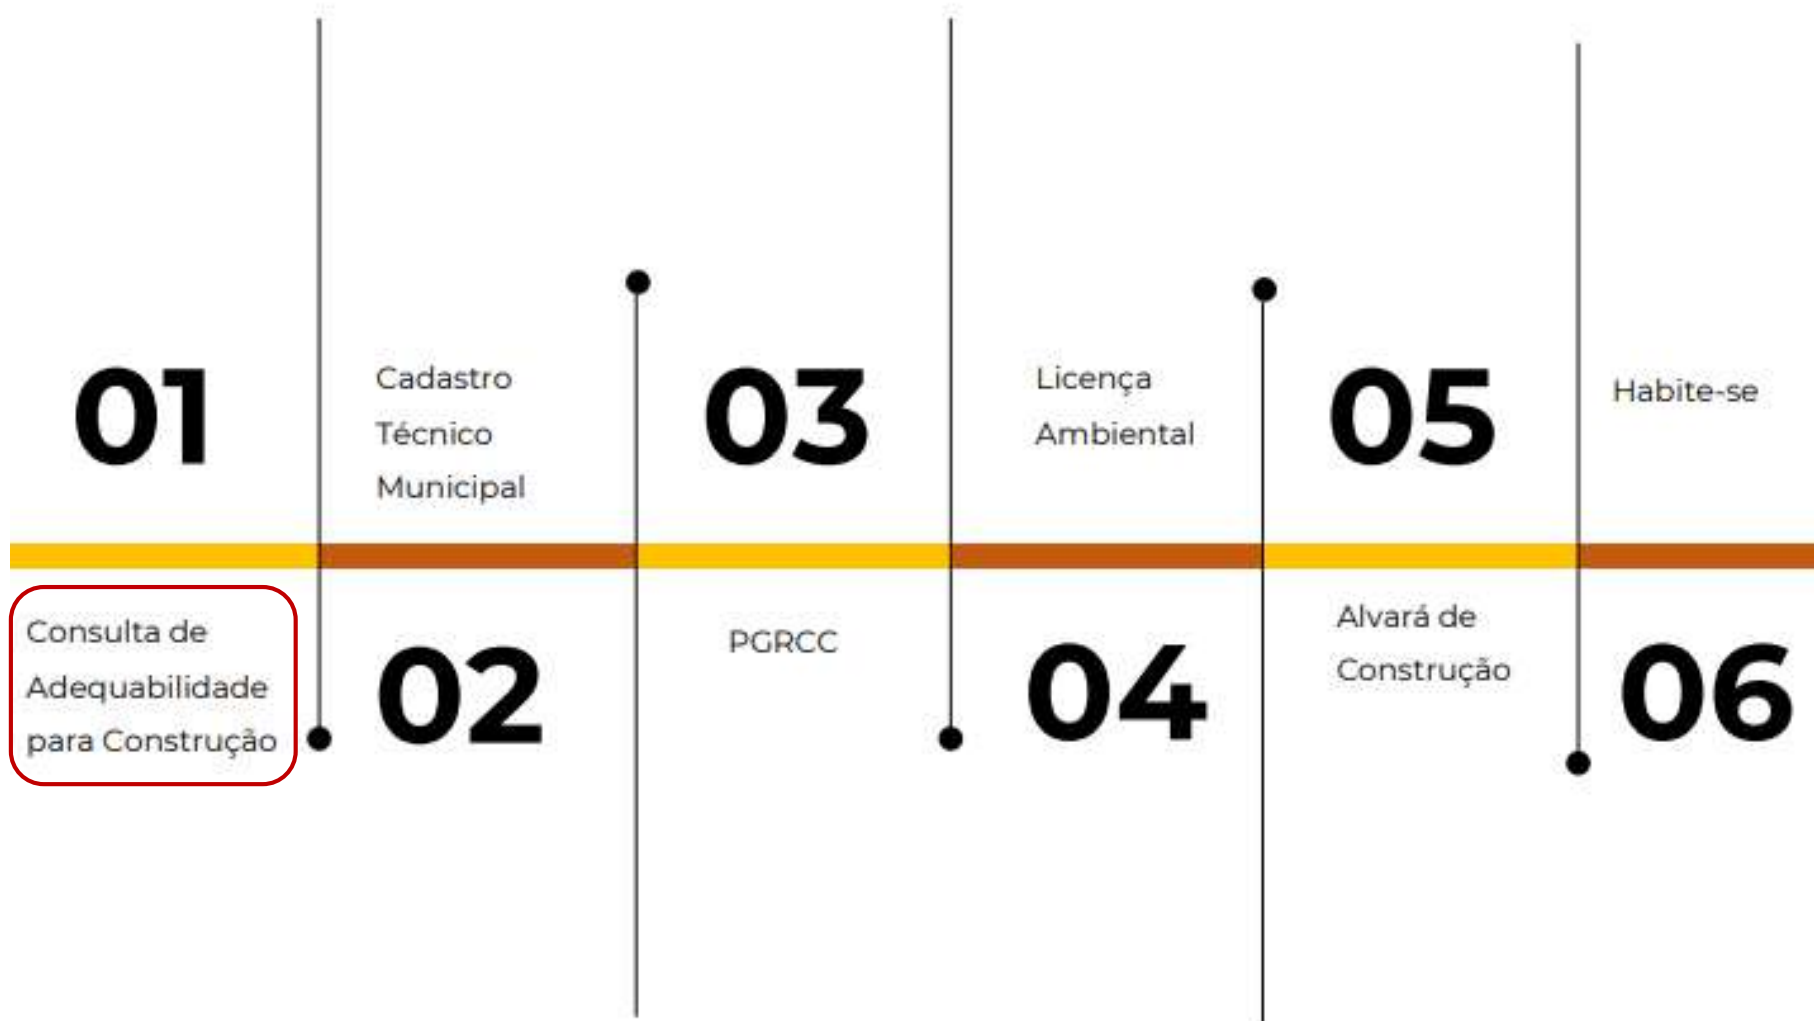 01
Consulta de
Adequabilidade
para Construção
Cadastro
Técnico
Municipal
02
03
PGRCC
Licença
Ambiental
04
05
Alvará de
Construção
Habite-se
06